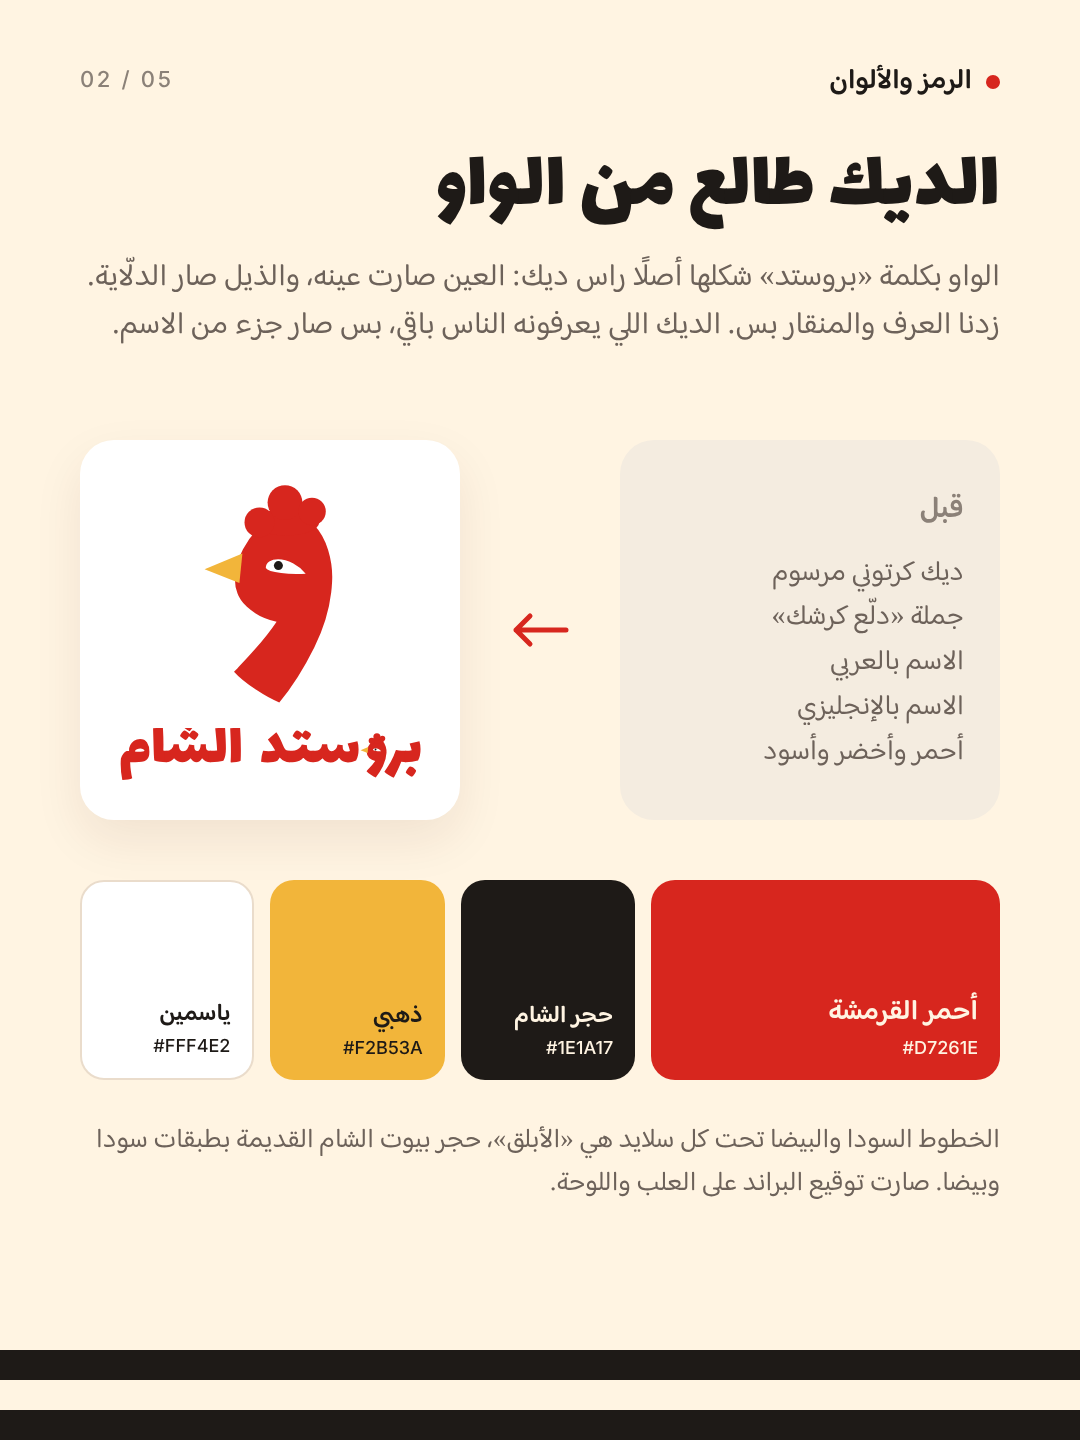 الرمز والألوان
02 / 05
الديك طالع من الواو
الواو بكلمة «بروستد» شكلها أصلًا راس ديك: العين صارت عينه، والذيل صار الدلّاية.
زدنا العرف والمنقار بس. الديك اللي يعرفونه الناس باقي، بس صار جزء من الاسم.
قبل
ديك كرتوني مرسوم
جملة «دلّع كرشك»
الاسم بالعربي
الاسم بالإنجليزي
أحمر وأخضر وأسود
بروستد الشام
أحمر القرمشة
#D7261E
حجر الشام
#1E1A17
ذهبي
#F2B53A
ياسمين
#FFF4E2
الخطوط السودا والبيضا تحت كل سلايد هي «الأبلق»، حجر بيوت الشام القديمة بطبقات سودا
وبيضا. صارت توقيع البراند على العلب واللوحة.